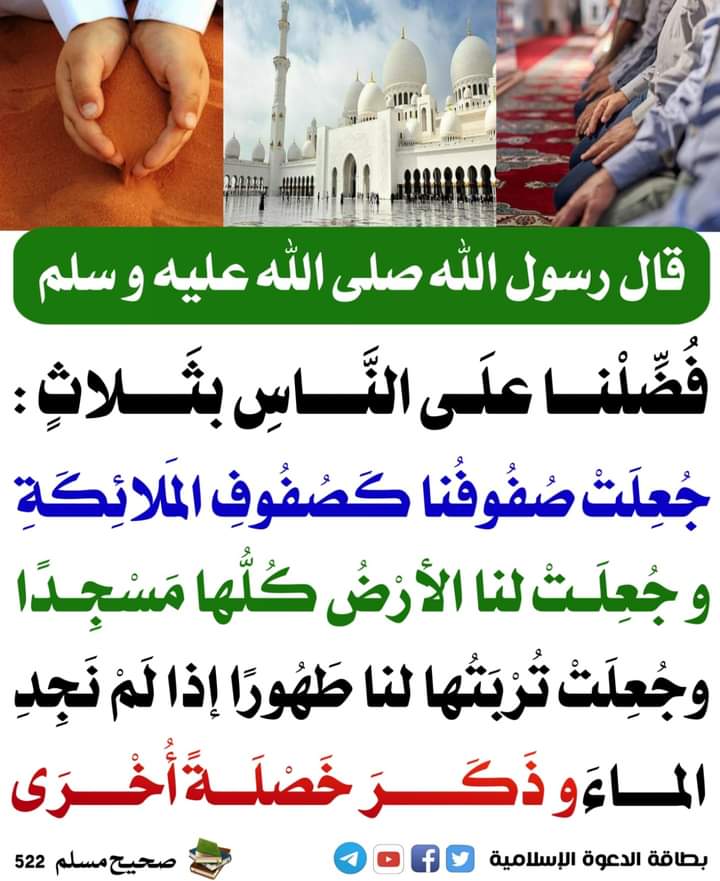 قال رسول الله صلى الله عليه و سلم
فُضِّلْنا علَى النَّاسِ بثَلاثٍ :
جُعِلَتْ صُفُوفُنا كَصُفُوفِ المَلائِكَةِ
و جُعِلَتْ لنا الأرْضُ كُلُّها مَسْجِدًا
وجُعِلَتْ تُرْبَتُها لنا طَهُورًا إذا لَمْ نَجِدِ
الماءَ و ذَكَرَ خَصْلَةً أُخْرَى
بطاقة الدعوة الإسلامية صحيح مسلم 522